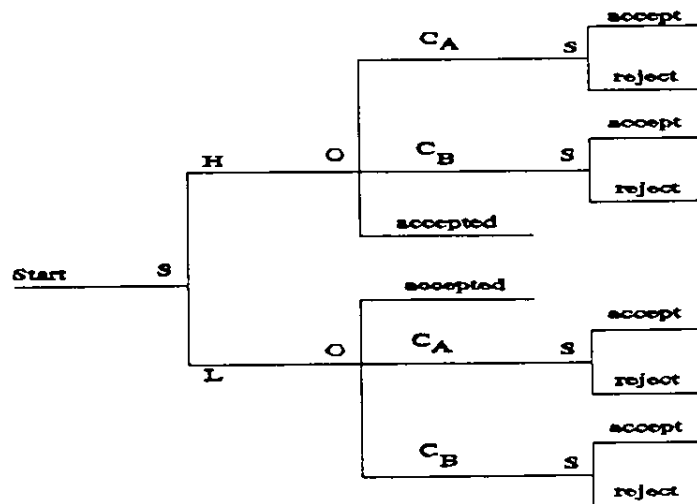 accept
C_A S
reject
accept
H O C_B S
reject
accepted
Start S
accepted
accept
L O C_A S
reject
accept
C_B S
reject